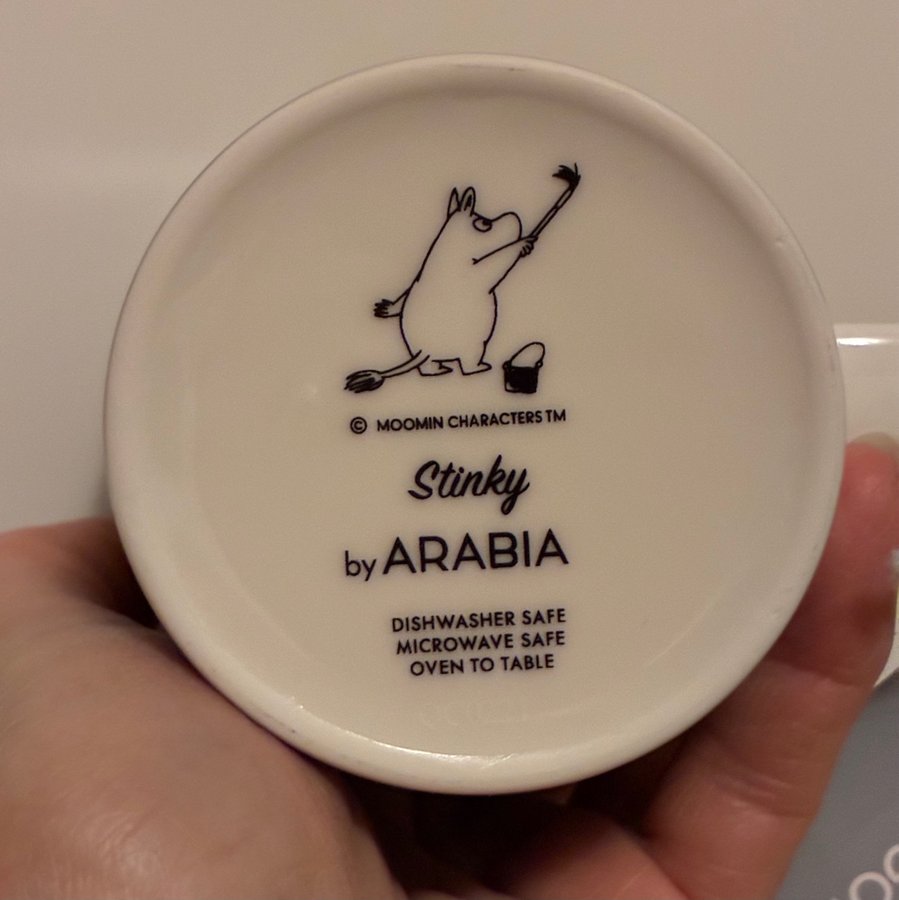 © MOOMIN CHARACTERS TM
Stinky
by ARABIA
DISHWASHER SAFE
MICROWAVE SAFE
OVEN TO TABLE